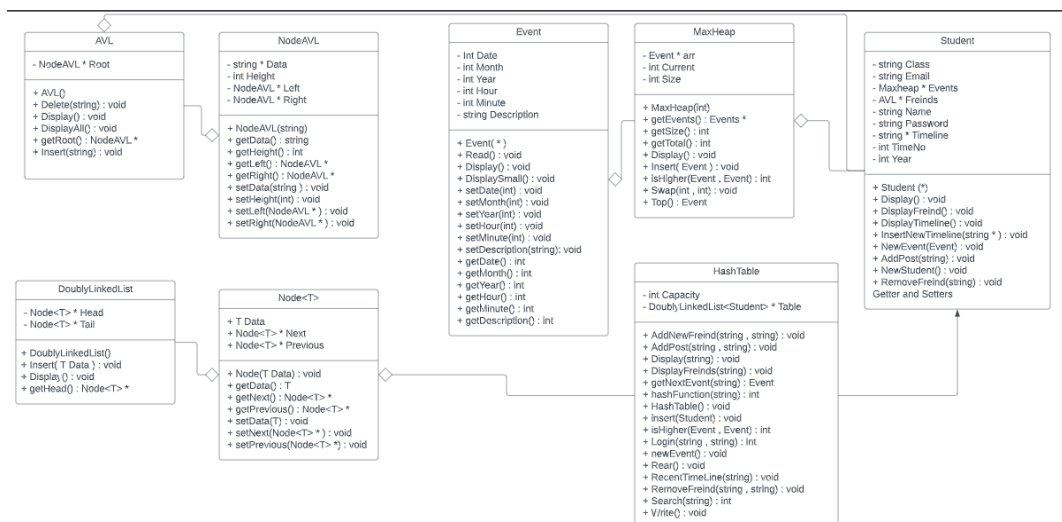 AVL
- NodeAVL * Root
+ AVL()
+ Delete(string) : void
+ Display() : void
+ DisplayAll() : void
+ getRoot() : NodeAVL *
+ Insert(string) : void
NodeAVL
- string * Data
- int Height
- NodeAVL * Left
- NodeAVL * Right
+ NodeAVL(string)
+ getData() : string
+ getHeight() : int
+ getLeft() : NodeAVL *
+ getRight() : NodeAVL *
+ setData(string ) : void
+ setHeight(int) : void
+ setLeft(NodeAVL * ) : void
+ setRight(NodeAVL * ) : void
Event
- Int Date
- int Month
- int Year
- int Hour
- int Minute
- string Description
+ Event( * )
+ Read() : void
+ Display() : void
+ DisplaySmall() : void
+ setDate(int) : void
+ setMonth(int) : void
+ setYear(int) : void
+ setHour(int) : void
+ setMinute(int) : void
+ setDescription(string): void
+ getDate() : int
+ getMonth() : int
+ getYear() : int
+ getHour() : int
+ getMinute() : int
+ getDescription() : int
MaxHeap
- Event * arr
- int Current
- int Size
+ MaxHeap(int)
+ getEvents() : Events *
+ getSize() : int
+ getTotal() : int
+ Display() : void
+ Insert( Event ) : void
+ isHigher(Event , Event) : int
+ Swap(int , int) : void
+ Top() : Event
Student
- string Class
- string Email
- Maxheap * Events
- AVL * Freinds
- string Name
- string Password
- string * Timeline
- int TimeNo
- int Year
+ Student (*)
+ Display() : void
+ DisplayFreind() : void
+ DisplayTimeline() : void
+ InsertNewTimeline(string * ) : void
+ NewEvent(Event) : void
+ AddPost(string) : void
+ NewStudent() : void
+ RemoveFreind(string) : void
Getter and Setters
DoublyLinkedList
- Node<T> * Head
- Node<T> * Tail
+ DoublyLinkedList()
+ Insert( T Data ) : void
+ Display() : void
+ getHead() : Node<T> *
Node<T>
+ T Data
+ Node<T> * Next
+ Node<T> * Previous
+ Node(T Data) : void
+ getData() : T
+ getNext() : Node<T> *
+ getPrevious() : Node<T> *
+ setData(T) : void
+ setNext(Node<T> * ) : void
+ setPrevious(Node<T> *) : void
HashTable
- int Capacity
- DoublyLinkedList<Student> * Table
+ AddNewFreind(string , string) : void
+ AddPost(string , string) : void
+ Display(string) : void
+ DisplayFreinds(string) : void
+ getNextEvent(string) : Event
+ hashFunction(string) : int
+ HashTable() : void
+ insert(Student) : void
+ isHigher(Event , Event) : int
+ Login(string , string) : int
+ newEvent() : void
+ Rear() : void
+ RecentTimeLine(string) : void
+ RemoveFreind(string , string) : void
+ Search(string) : int
+ Write() : void